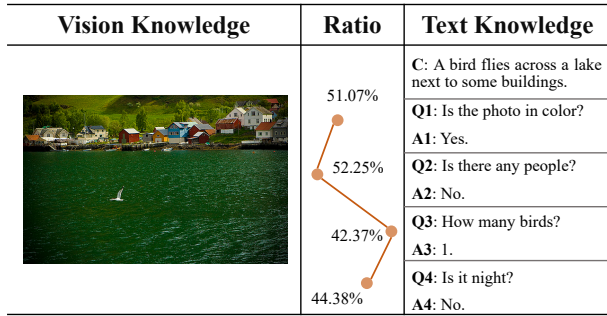 Vision Knowledge Ratio Text Knowledge
C: A bird flies across a lake
next to some buildings.
51.07%
Q1: Is the photo in color?
A1: Yes.
52.25%
Q2: Is there any people?
A2: No.
42.37%
Q3: How many birds?
A3: 1.
44.38%
Q4: Is it night?
A4: No.